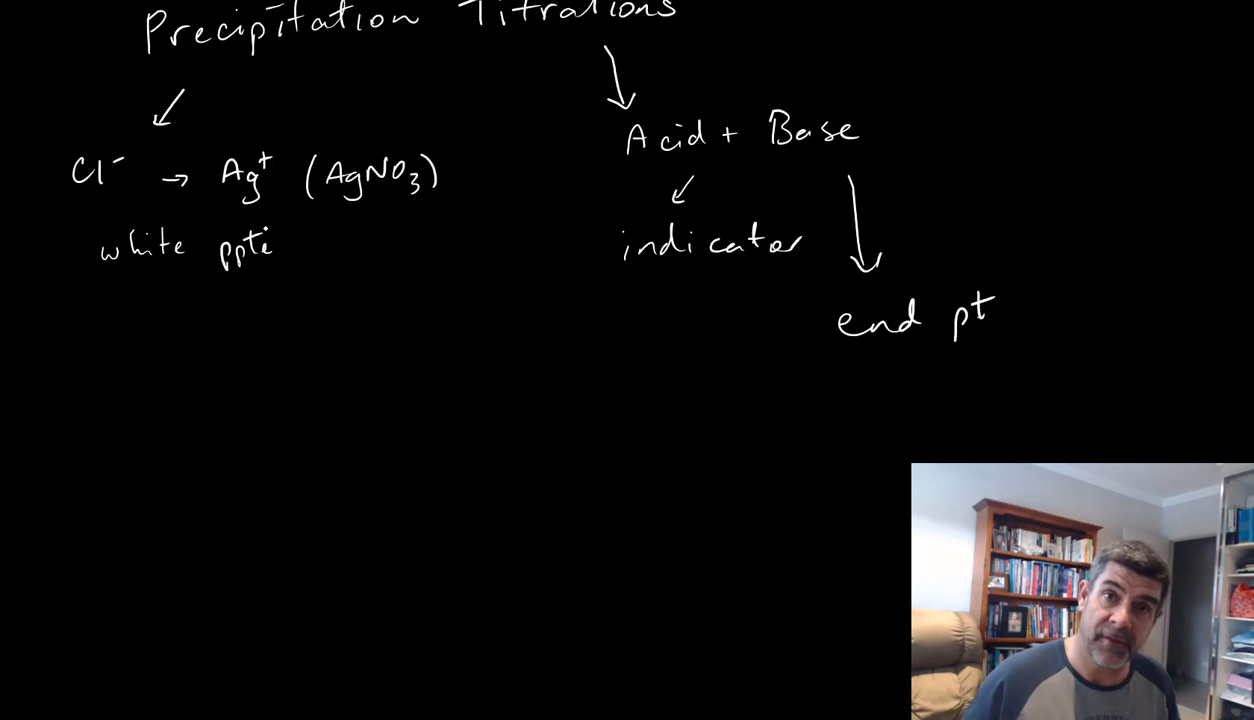 Precipitation Titrations
Cl⁻ → Ag⁺ (AgNO₃)
white ppte
Acid + Base
indicator
end pt